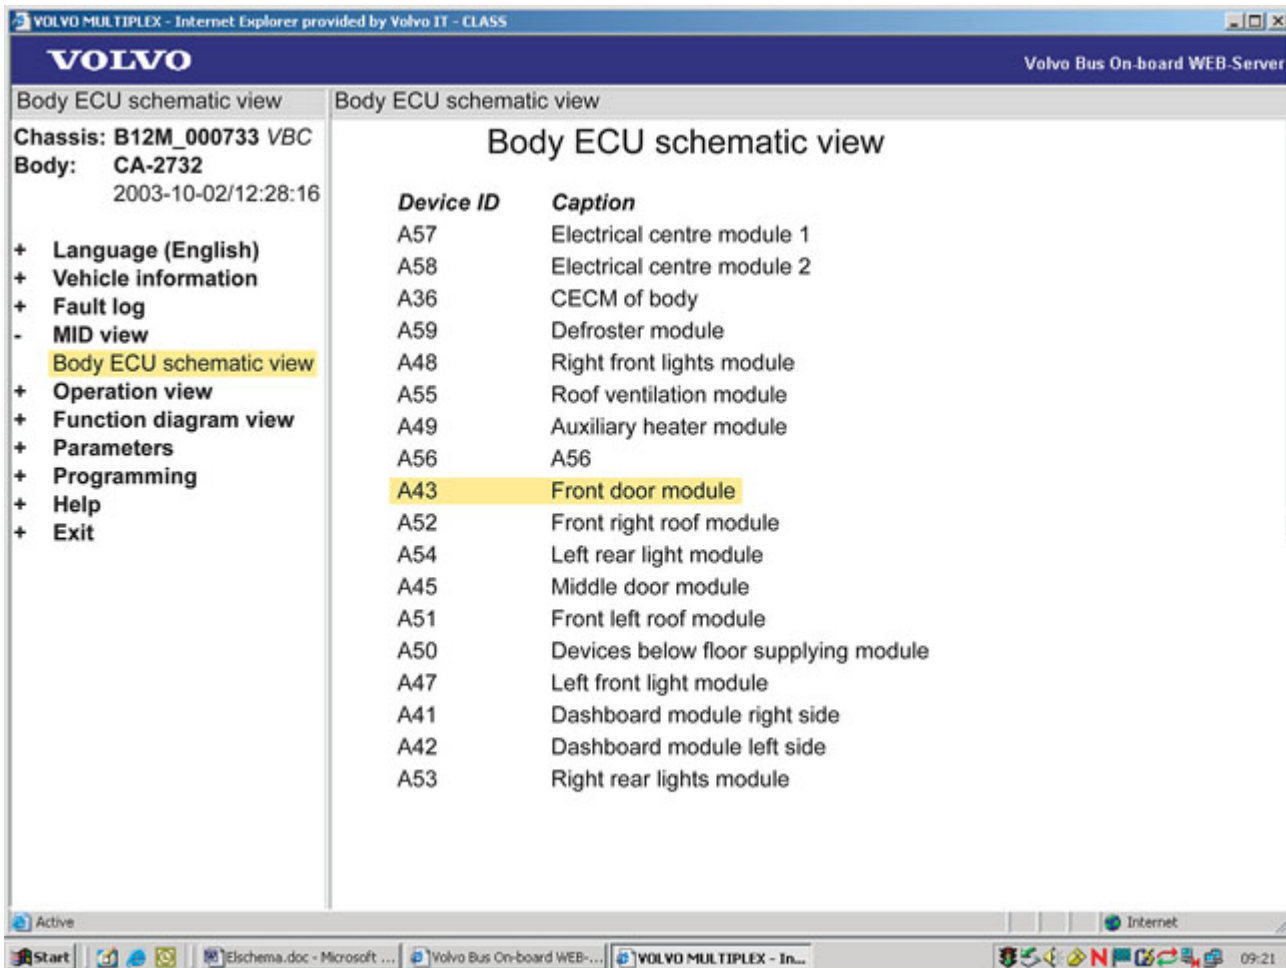 VOLVO MULTIPLEX - Internet Explorer provided by Volvo IT - CLASS
VOLVO
Volvo Bus On-board WEB-Server
Body ECU schematic view
Chassis: B12M_000733 VBC
Body: CA-2732
2003-10-02/12:28:16
+ Language (English)
+ Vehicle information
+ Fault log
- MID view
Body ECU schematic view
+ Operation view
+ Function diagram view
+ Parameters
+ Programming
+ Help
+ Exit
Body ECU schematic view
Body ECU schematic view
Device ID Caption
A57 Electrical centre module 1
A58 Electrical centre module 2
A36 CECM of body
A59 Defroster module
A48 Right front lights module
A55 Roof ventilation module
A49 Auxiliary heater module
A56 A56
A43 Front door module
A52 Front right roof module
A54 Left rear light module
A45 Middle door module
A51 Front left roof module
A50 Devices below floor supplying module
A47 Left front light module
A41 Dashboard module right side
A42 Dashboard module left side
A53 Right rear lights module
Active
Internet
Start
Elschema.doc - Microsoft ...
Volvo Bus On-board WEB-...
VOLVO MULTIPLEX - In...
N
09:21